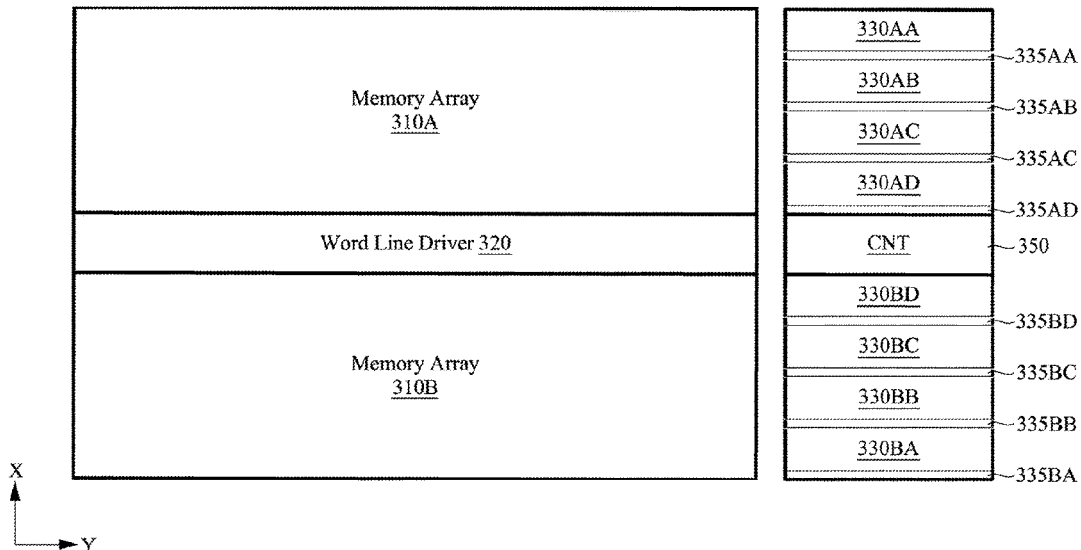 Memory Array
310A
Word Line Driver 320
Memory Array
310B
330AA
335AA
330AB
335AB
330AC
335AC
330AD
335AD
CNT
350
330BD
335BD
330BC
335BC
330BB
335BB
330BA
335BA
X
Y